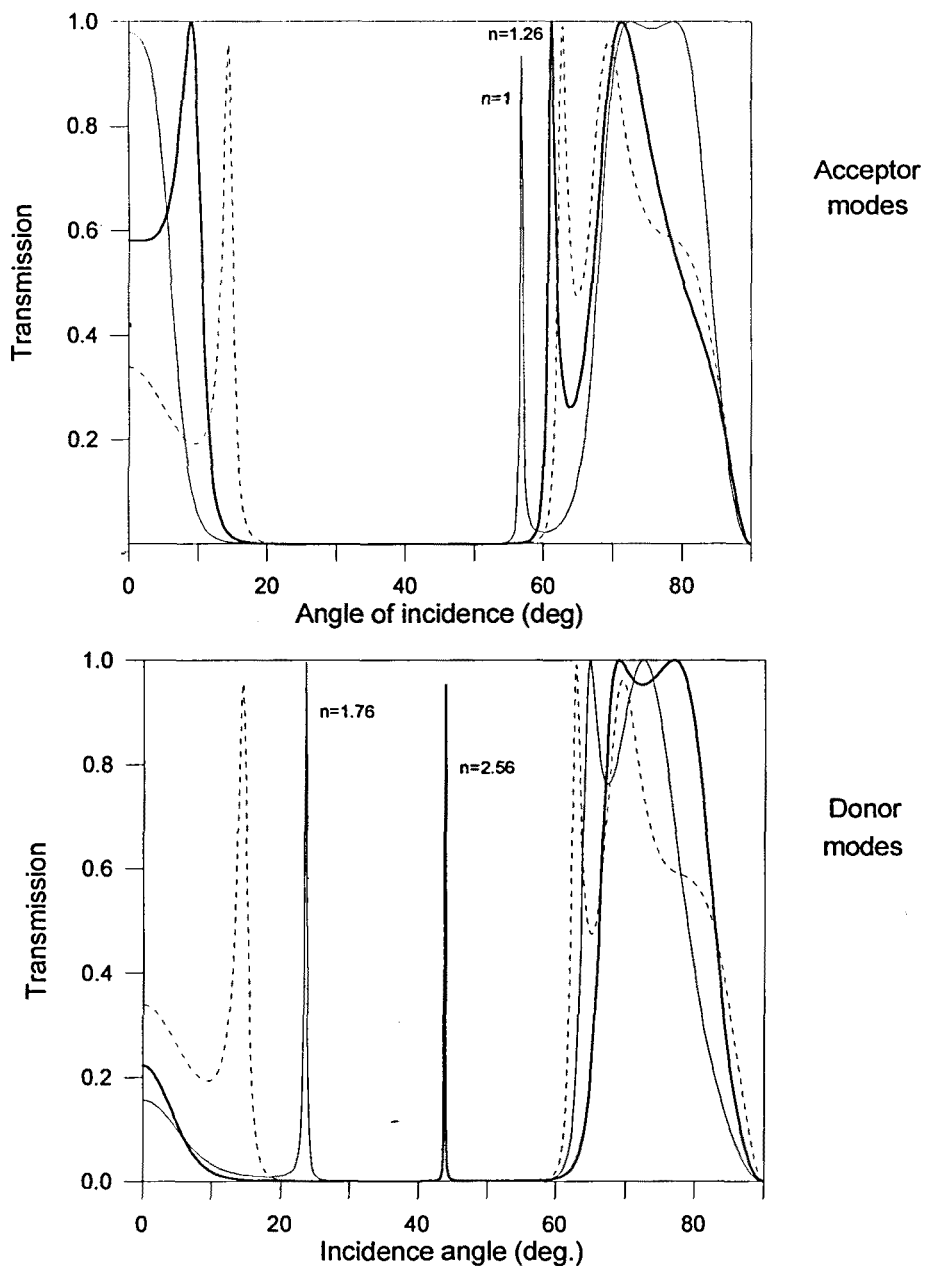 1.0
0.8
0.6
0.4
0.2
Transmission
n=1.26
n=1
Acceptor
modes
0
20
40
60
80
Angle of incidence (deg)
1.0
0.8
0.6
0.4
0.2
0.0
Transmission
n=1.76
n=2.56
Donor
modes
0
20
40
60
80
Incidence angle (deg.)